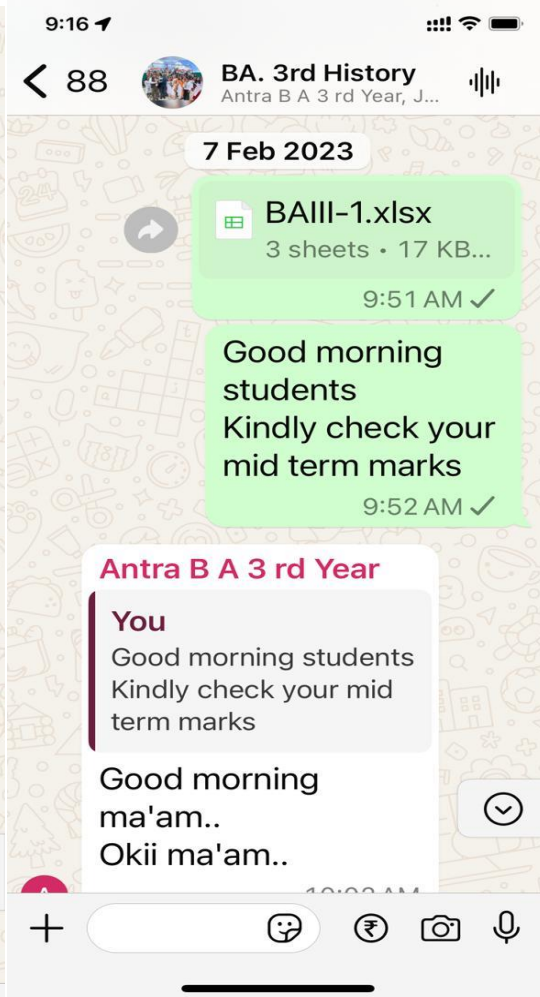 9:16
88
BA. 3rd History
Antra B A 3 rd Year, J...
7 Feb 2023
BAIII-1.xlsx
3 sheets • 17 KB...
9:51 AM
Good morning
students
Kindly check your
mid term marks
9:52 AM
Antra B A 3 rd Year
You
Good morning students
Kindly check your mid
term marks
Good morning
ma'am..
Okii ma'am..